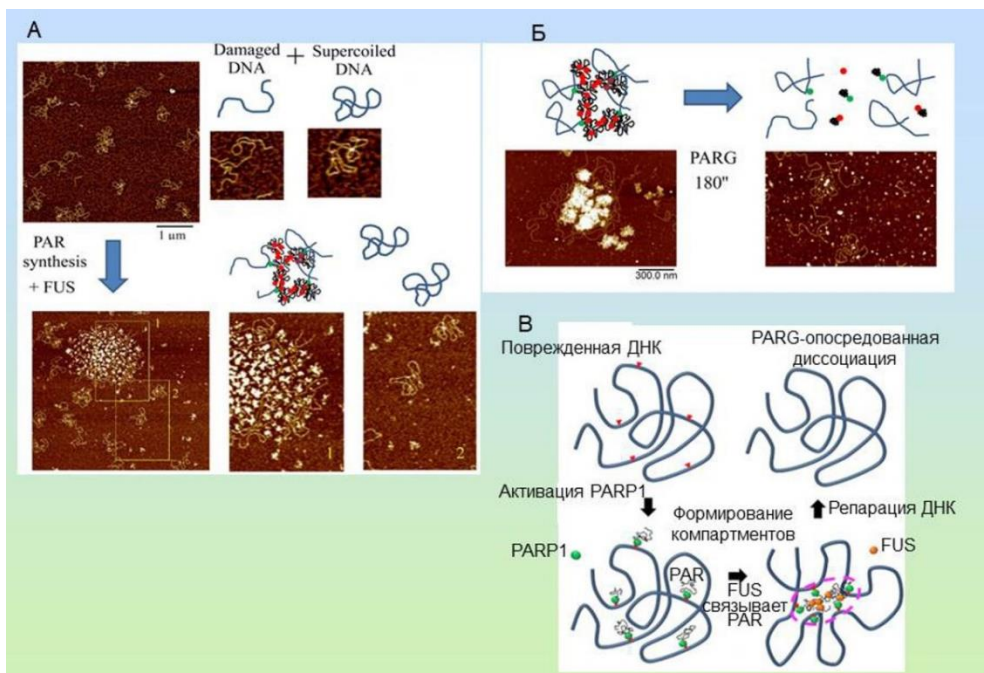 А
Damaged + Supercoiled
DNA DNA
1 µm
PAR
synthesis
+ FUS
1
2
1
2
Б
PARG
180"
300.0 nm
В
Поврежденная ДНК
PARG-опосредованная
диссоциация
Активация PARP1
Формирование
компартментов
Репарация ДНК
PARP1
PAR
FUS
связывает
PAR
FUS